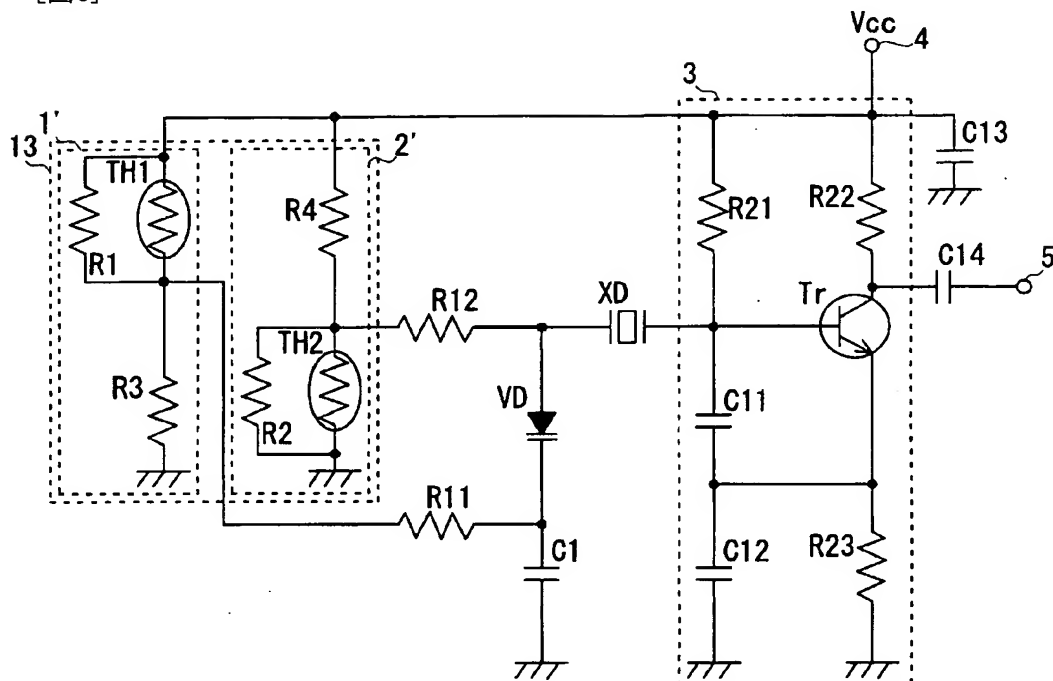 Vcc
4
3
1'
13
2'
TH1
C13
R4
R21
R22
R1
C14
5
R12
XD
Tr
TH2
R3
VD
C11
R2
R11
C1
C12
R23